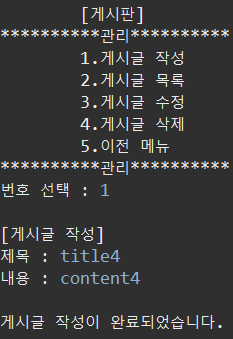 [게시판]
**********관리**********
1.게시글 작성
2.게시글 목록
3.게시글 수정
4.게시글 삭제
5.이전 메뉴
**********관리**********
번호 선택 : 1
[게시글 작성]
제목 : title4
내용 : content4
게시글 작성이 완료되었습니다.